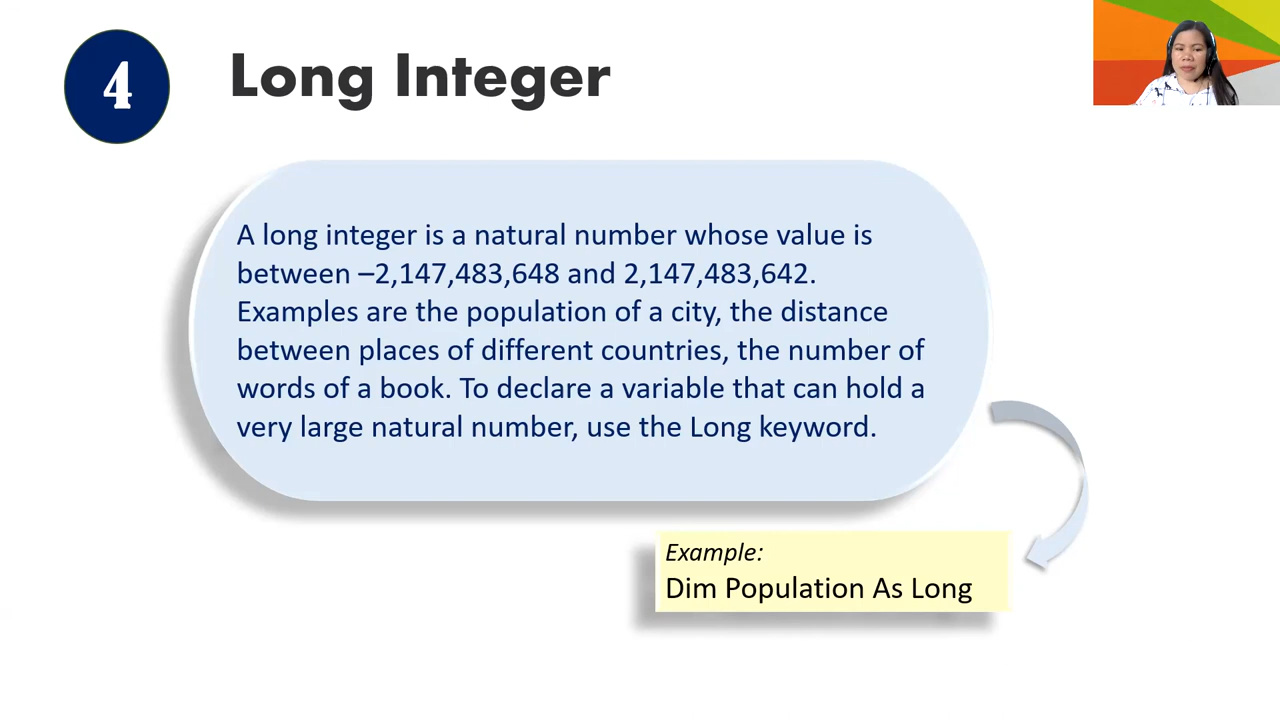 4
Long Integer
A long integer is a natural number whose value is
between –2,147,483,648 and 2,147,483,642.
Examples are the population of a city, the distance
between places of different countries, the number of
words of a book. To declare a variable that can hold a
very large natural number, use the Long keyword.
Example:
Dim Population As Long